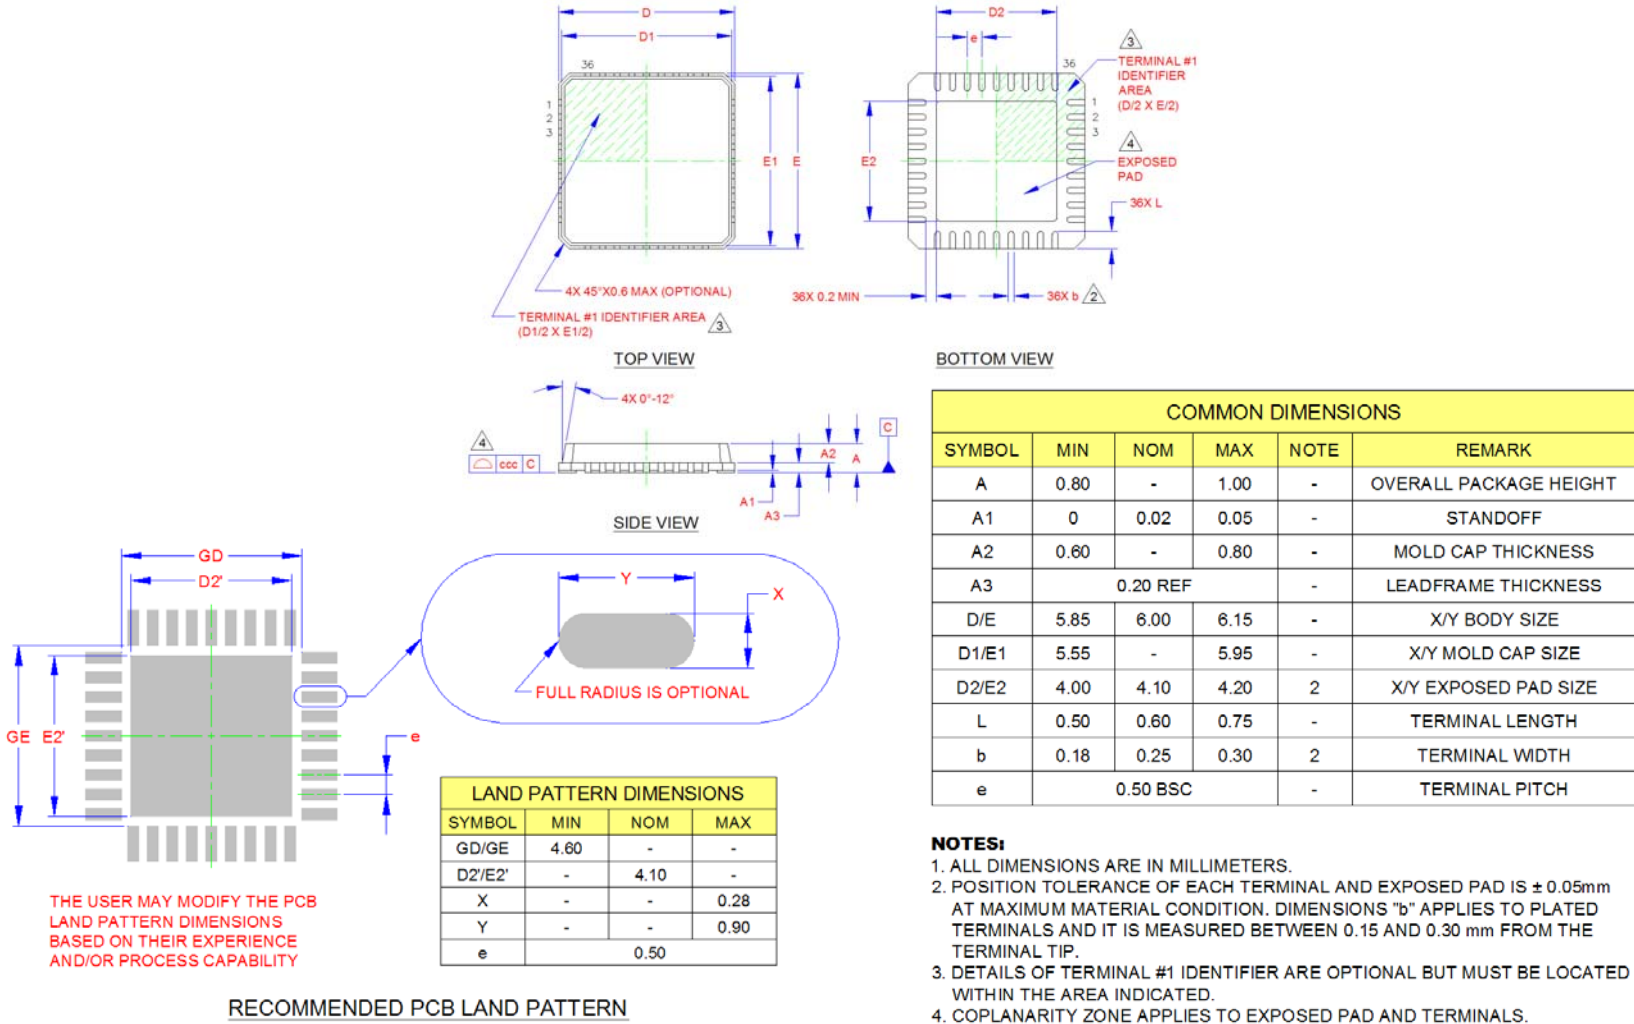 D
D1
36
1
2
3
E1
E
4X 45°X0.6 MAX (OPTIONAL)
TERMINAL #1 IDENTIFIER AREA
(D1/2 X E1/2)
3
TOP VIEW
D2
e
36
3
TERMINAL #1
IDENTIFIER
AREA
(D/2 X E/2)
1
2
3
E2
4
EXPOSED
PAD
36X L
36X 0.2 MIN
36X b
2
BOTTOM VIEW
4X 0°-12°
4
ccc C
A2
A
C
A1
A3
SIDE VIEW
GD
D2'
GE
E2'
e
Y
X
FULL RADIUS IS OPTIONAL
THE USER MAY MODIFY THE PCB
LAND PATTERN DIMENSIONS
BASED ON THEIR EXPERIENCE
AND/OR PROCESS CAPABILITY
LAND PATTERN DIMENSIONS
SYMBOL MIN NOM MAX
GD/GE 4.60 - -
D2'/E2' - 4.10 -
X - - 0.28
Y - - 0.90
e 0.50
RECOMMENDED PCB LAND PATTERN
COMMON DIMENSIONS
SYMBOL MIN NOM MAX NOTE REMARK
A 0.80 - 1.00 - OVERALL PACKAGE HEIGHT
A1 0 0.02 0.05 - STANDOFF
A2 0.60 - 0.80 - MOLD CAP THICKNESS
A3 0.20 REF - LEADFRAME THICKNESS
D/E 5.85 6.00 6.15 - X/Y BODY SIZE
D1/E1 5.55 - 5.95 - X/Y MOLD CAP SIZE
D2/E2 4.00 4.10 4.20 2 X/Y EXPOSED PAD SIZE
L 0.50 0.60 0.75 - TERMINAL LENGTH
b 0.18 0.25 0.30 2 TERMINAL WIDTH
e 0.50 BSC - TERMINAL PITCH
NOTES:
1. ALL DIMENSIONS ARE IN MILLIMETERS.
2. POSITION TOLERANCE OF EACH TERMINAL AND EXPOSED PAD IS ± 0.05mm
AT MAXIMUM MATERIAL CONDITION. DIMENSIONS "b" APPLIES TO PLATED
TERMINALS AND IT IS MEASURED BETWEEN 0.15 AND 0.30 mm FROM THE
TERMINAL TIP.
3. DETAILS OF TERMINAL #1 IDENTIFIER ARE OPTIONAL BUT MUST BE LOCATED
WITHIN THE AREA INDICATED.
4. COPLANARITY ZONE APPLIES TO EXPOSED PAD AND TERMINALS.